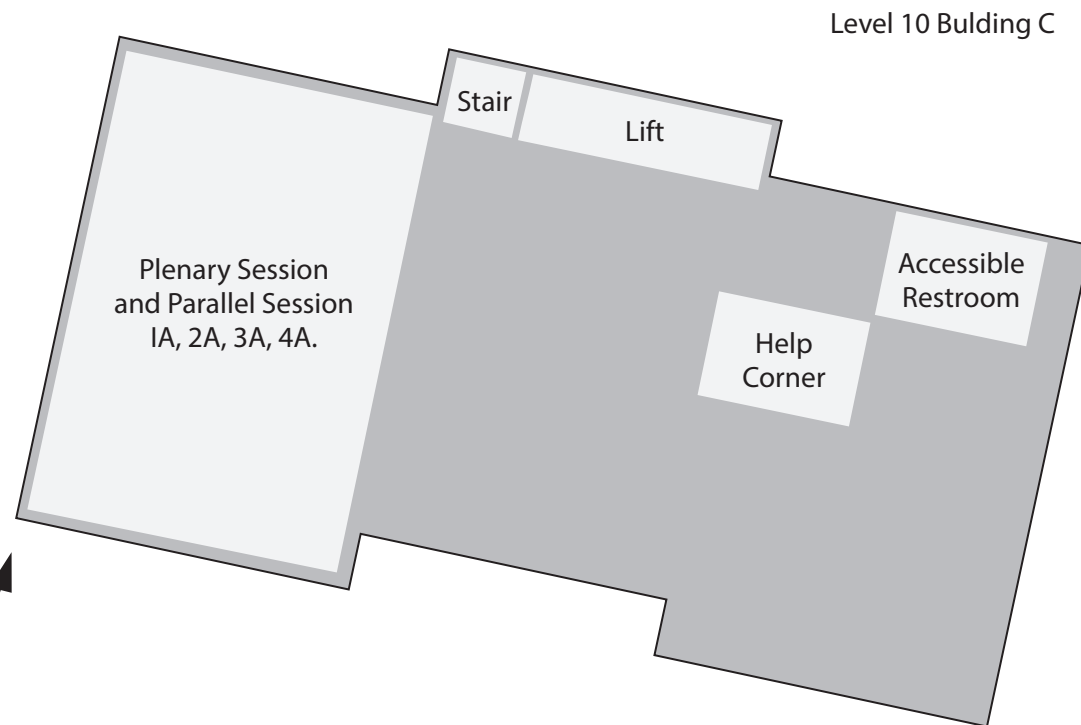 Level 10 Bulding C
Stair
Lift
Plenary Session
and Parallel Session
IA, 2A, 3A, 4A.
Accessible
Restroom
Help
Corner